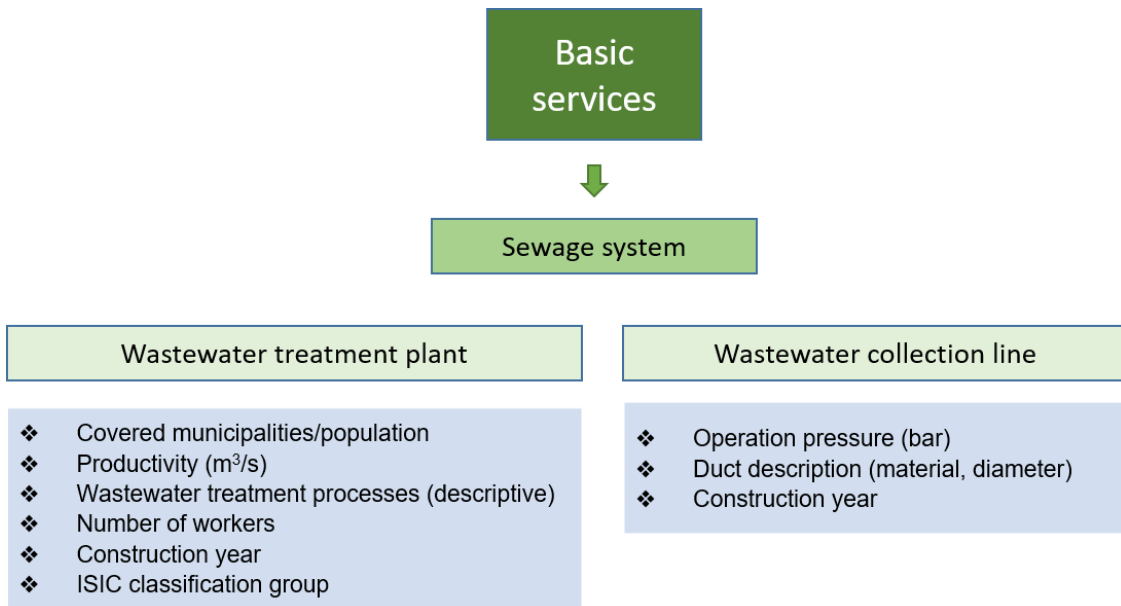 Basic
services
Sewage system
Wastewater treatment plant
❖ Covered municipalities/population
❖ Productivity (m³/s)
❖ Wastewater treatment processes (descriptive)
❖ Number of workers
❖ Construction year
❖ ISIC classification group
Wastewater collection line
❖ Operation pressure (bar)
❖ Duct description (material, diameter)
❖ Construction year